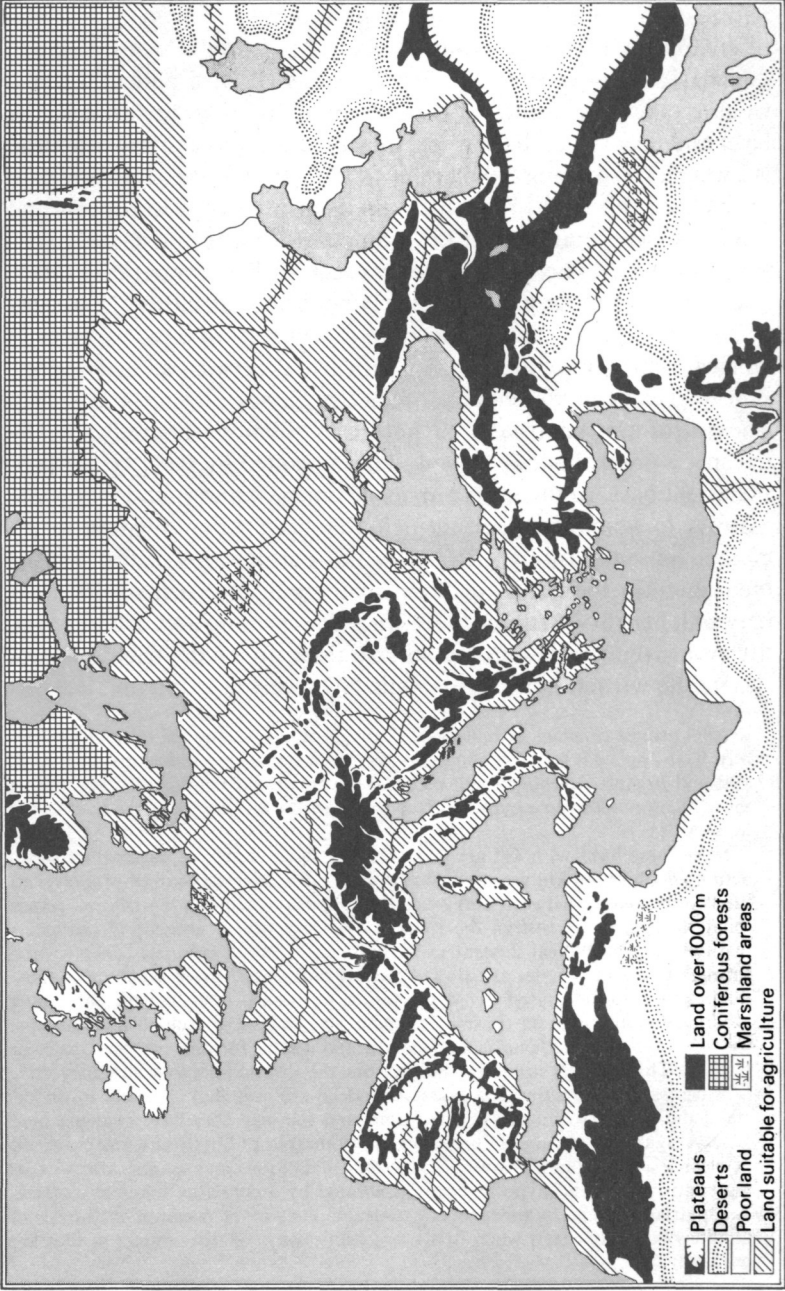 Plateaus
Deserts
Poor land
Land suitable for agriculture
Land over 1000 m
Coniferous forests
Marshland areas